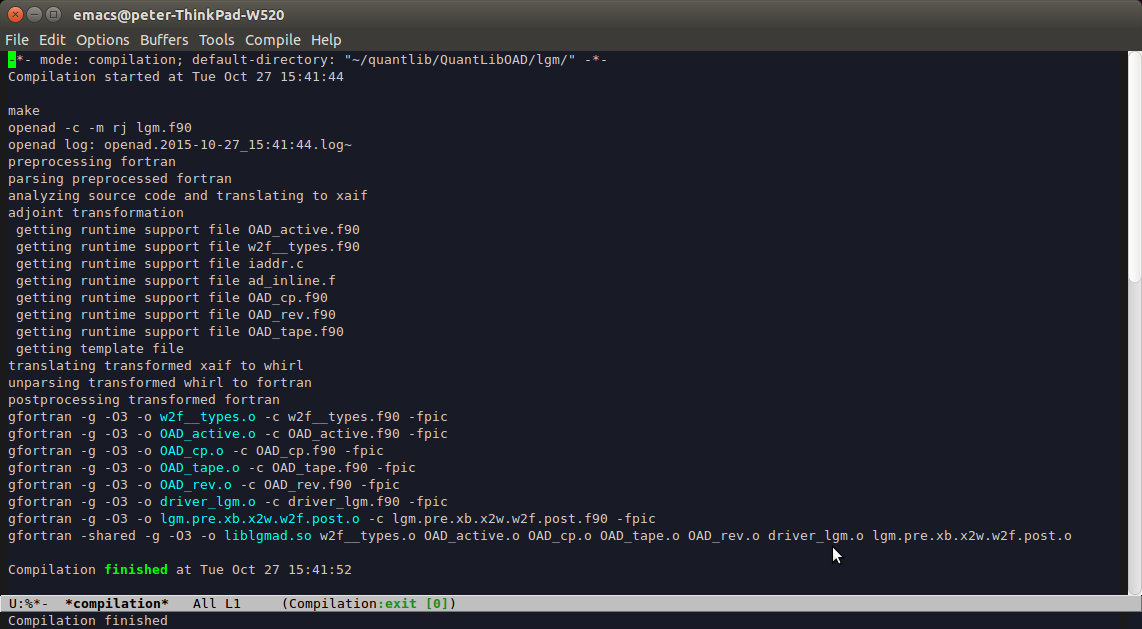 emacs@peter-ThinkPad-W520
File Edit Options Buffers Tools Compile Help
-*- mode: compilation; default-directory: "~/quantlib/QuantLibOAD/lgm/" -*-
Compilation started at Tue Oct 27 15:41:44

make
openad -c -m rj lgm.f90
openad log: openad.2015-10-27_15:41:44.log~
preprocessing fortran
parsing preprocessed fortran
analyzing source code and translating to xaif
adjoint transformation
 getting runtime support file OAD_active.f90
 getting runtime support file w2f__types.f90
 getting runtime support file iaddr.c
 getting runtime support file ad_inline.f
 getting runtime support file OAD_cp.f90
 getting runtime support file OAD_rev.f90
 getting runtime support file OAD_tape.f90
 getting template file
translating transformed xaif to whirl
unparsing transformed whirl to fortran
postprocessing transformed fortran
gfortran -g -O3 -o w2f__types.o -c w2f__types.f90 -fpic
gfortran -g -O3 -o OAD_active.o -c OAD_active.f90 -fpic
gfortran -g -O3 -o OAD_cp.o -c OAD_cp.f90 -fpic
gfortran -g -O3 -o OAD_tape.o -c OAD_tape.f90 -fpic
gfortran -g -O3 -o OAD_rev.o -c OAD_rev.f90 -fpic
gfortran -g -O3 -o driver_lgm.o -c driver_lgm.f90 -fpic
gfortran -g -O3 -o lgm.pre.xb.x2w.w2f.post.o -c lgm.pre.xb.x2w.w2f.post.f90 -fpic
gfortran -shared -g -O3 -o liblgmad.so w2f__types.o OAD_active.o OAD_cp.o OAD_tape.o OAD_rev.o driver_lgm.o lgm.pre.xb.x2w.w2f.post.o

Compilation finished at Tue Oct 27 15:41:52
U:%*-  *compilation*   All L1     (Compilation:exit [0])
Compilation finished